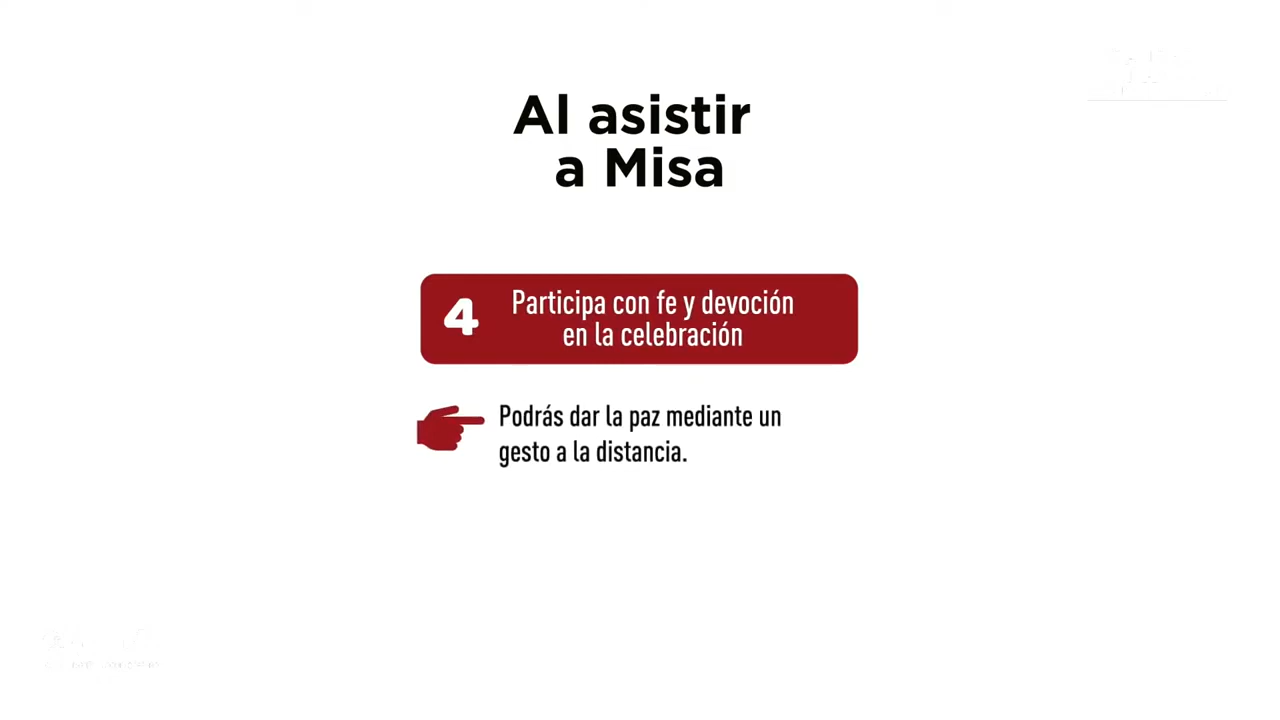 Al asistir
a Misa
4
Participa con fe y devoción
en la celebración
Podrás dar la paz mediante un
gesto a la distancia.